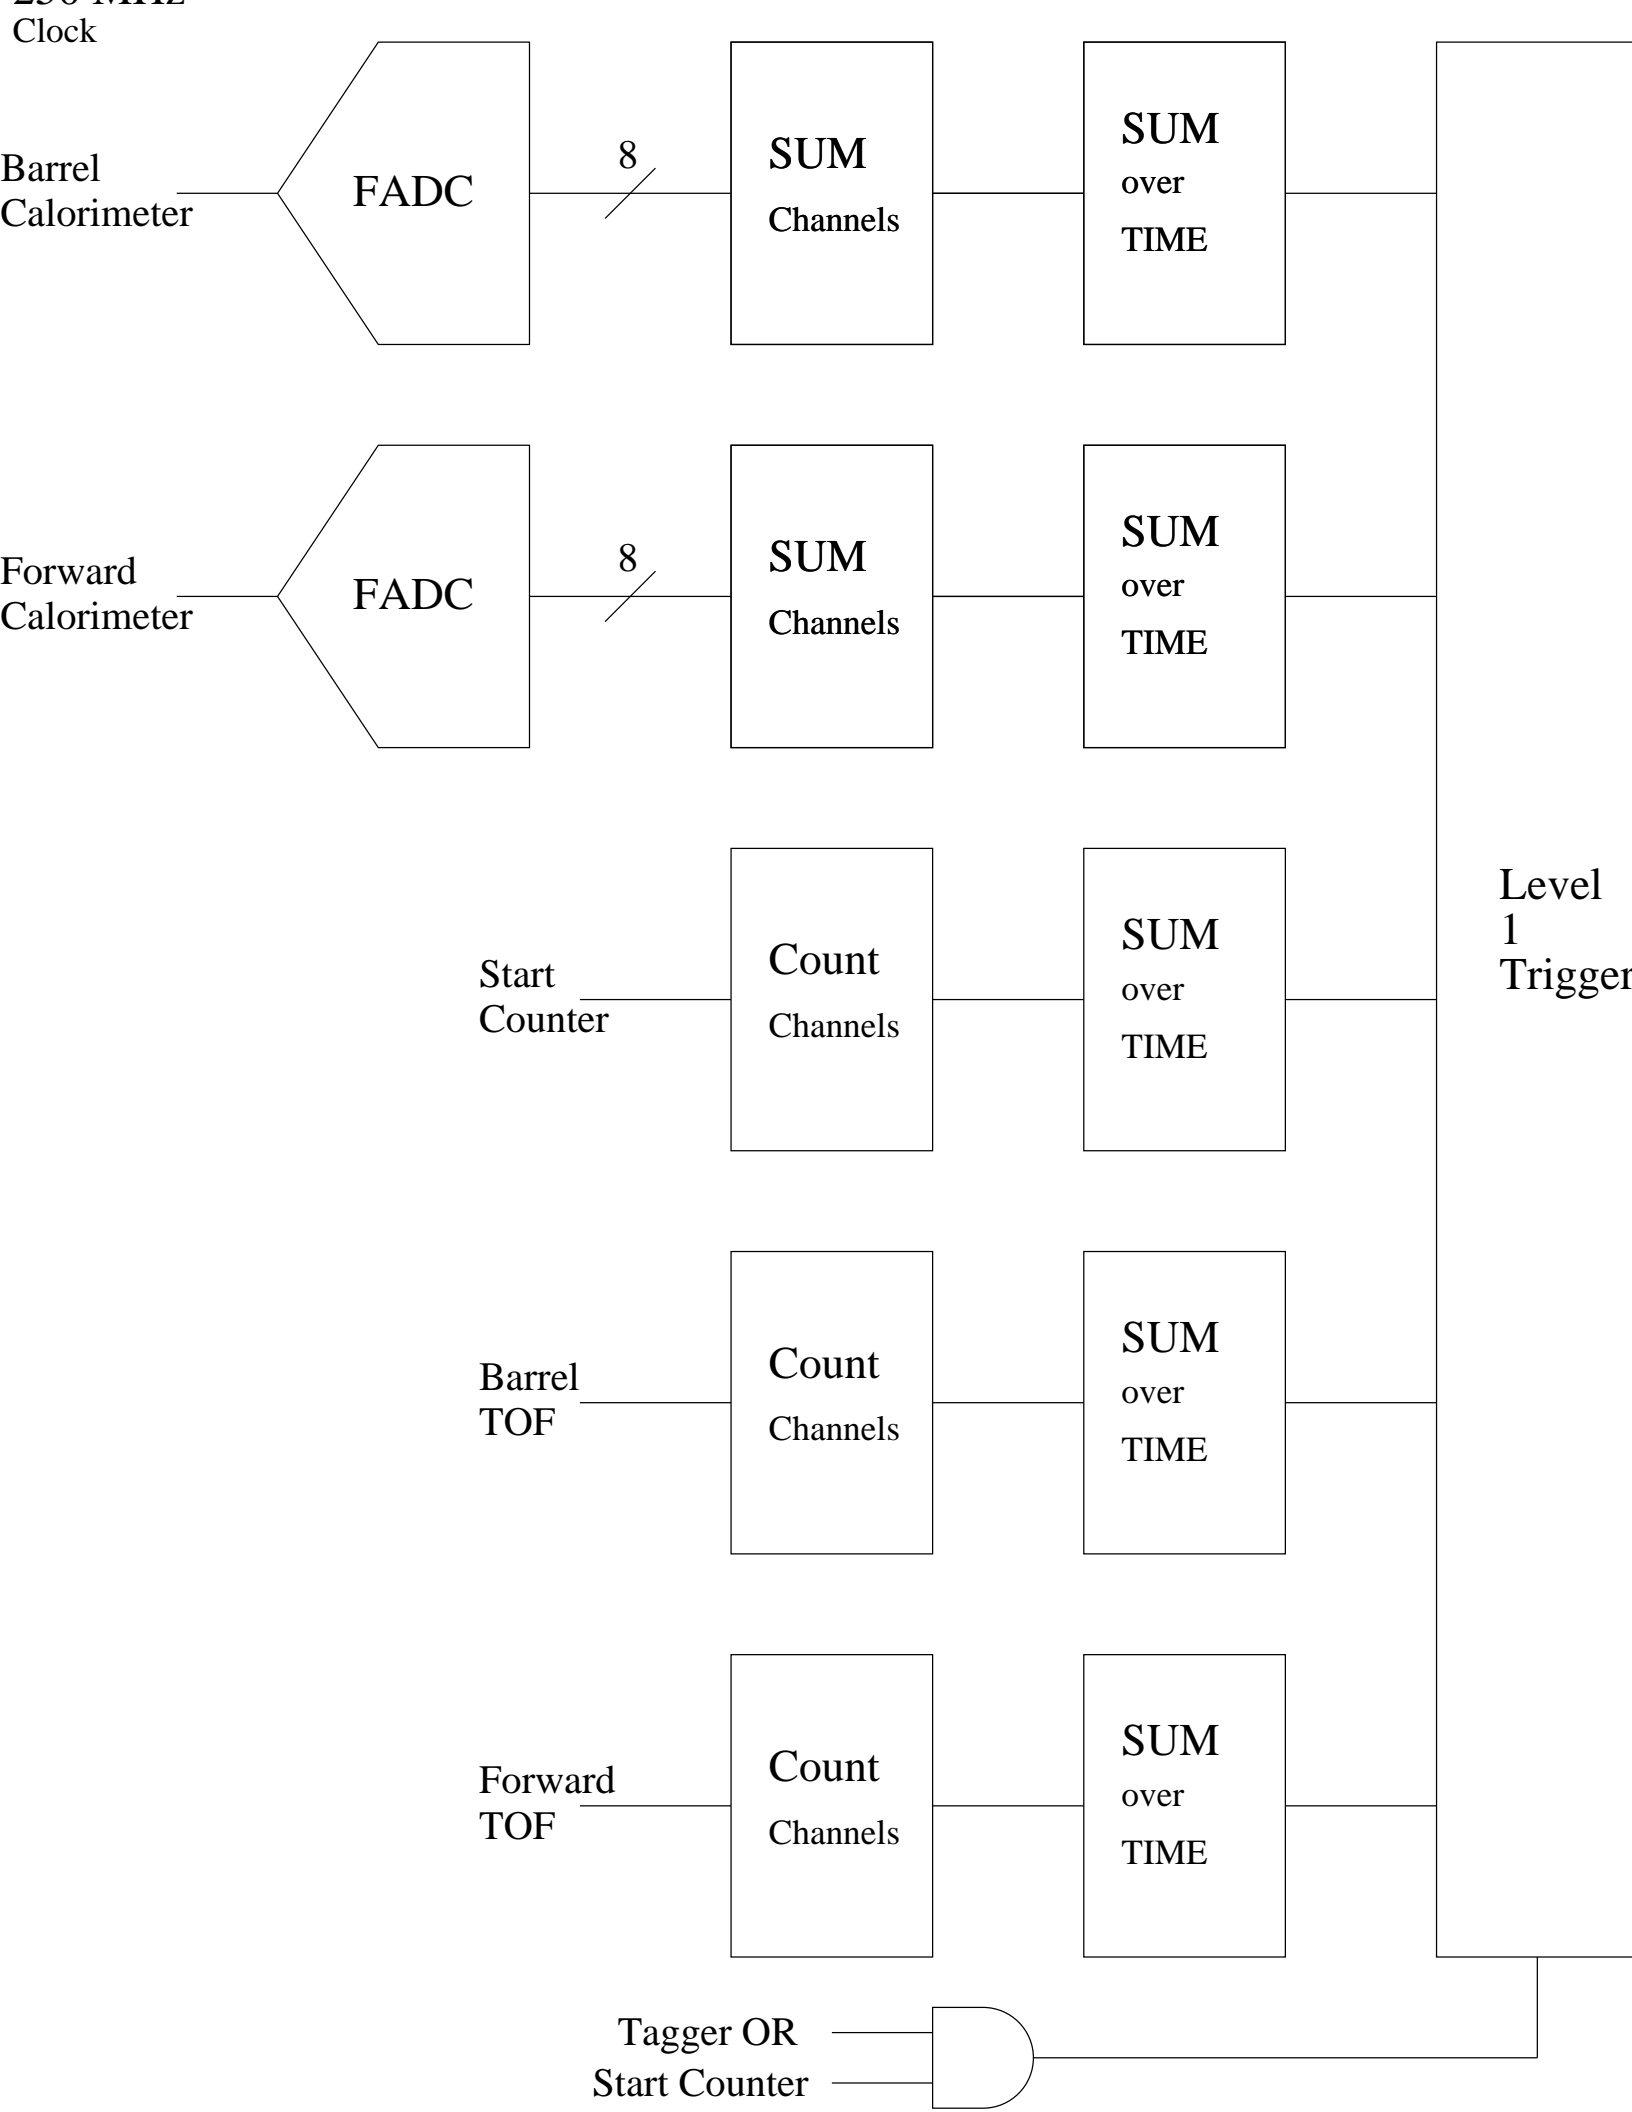 Clock
Barrel
Calorimeter
FADC
8
SUM
Channels
SUM
over
TIME
Forward
Calorimeter
FADC
8
SUM
Channels
SUM
over
TIME
Start
Counter
Count
Channels
SUM
over
TIME
Level
1
Trigger
Barrel
TOF
Count
Channels
SUM
over
TIME
Forward
TOF
Count
Channels
SUM
over
TIME
Tagger OR
Start Counter